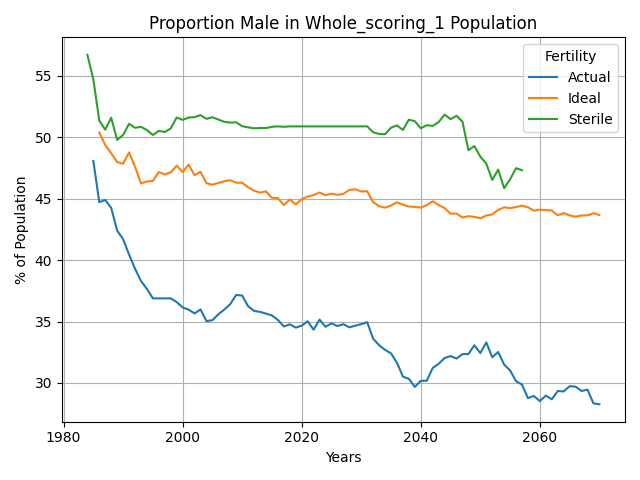 Proportion Male in Whole_scoring_1 Population
Fertility
Actual
Ideal
Sterile
% of Population
55
50
45
40
35
30
1980
2000
2020
2040
2060
Years